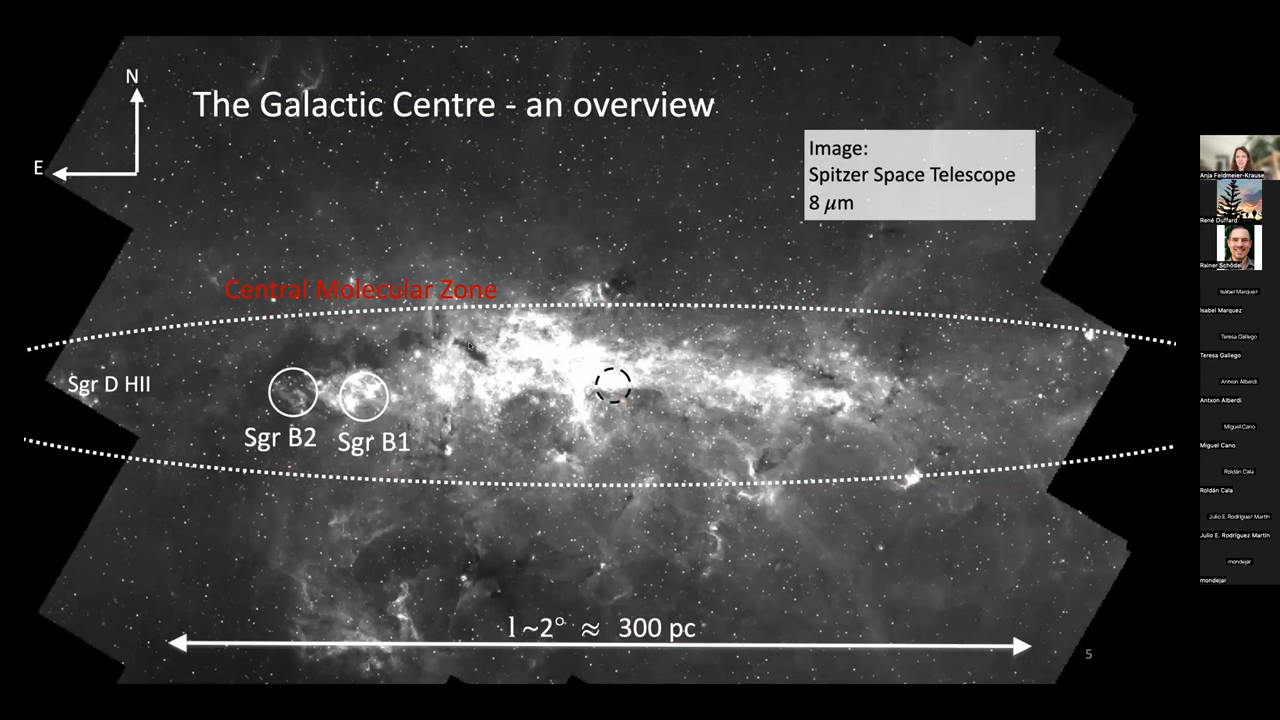 N
The Galactic Centre - an overview
E
Image:
Spitzer Space Telescope
8 μm
Central Molecular Zone
Sgr D HII
Sgr B2
Sgr B1
l ~2° ≈ 300 pc
5
Anja Feldmeier-Krause
René Duffard
Rainer Schödel
Isabel Marquez
Isabel Marquez
Teresa Gallego
Teresa Gallego
Antxon Alberdi
Antxon Alberdi
Miguel Cano
Miguel Cano
Roldán Cala
Roldán Cala
Julio E. Rodríguez Martín
Julio E. Rodríguez Martín
mondejar
mondejar